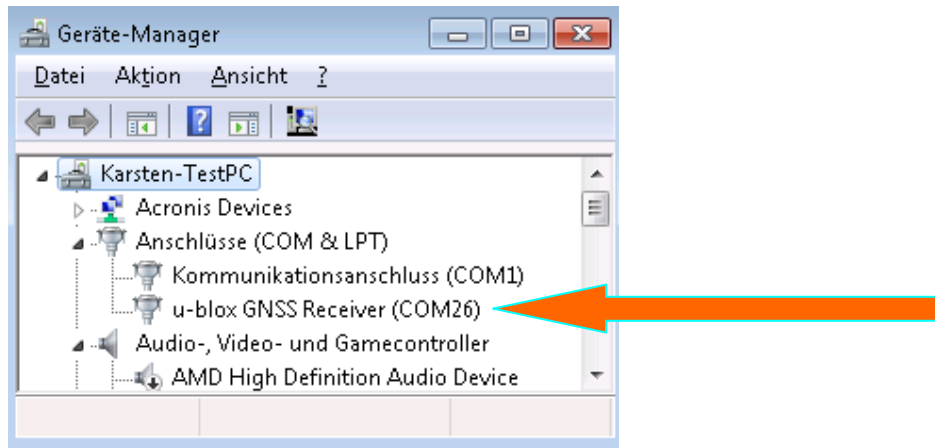 Geräte-Manager
Datei Aktion Ansicht ?
Karsten-TestPC
Acronis Devices
Anschlüsse (COM & LPT)
Kommunikationsanschluss (COM1)
u-blox GNSS Receiver (COM26)
Audio-, Video- und Gamecontroller
AMD High Definition Audio Device